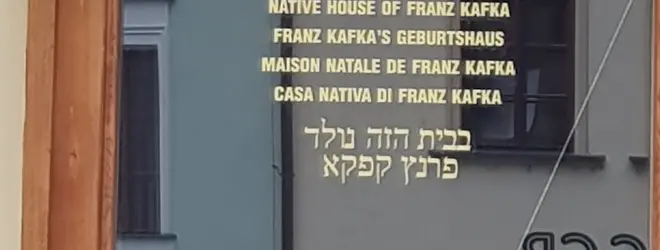 NATIVE HOUSE OF FRANZ KAFKA
FRANZ KAFKA'S GEBURTSHAUS
MAISON NATALE DE FRANZ KAFKA
CASA NATIVA DI FRANZ KAFKA
בבית הזה נולד
פרנץ קפקא